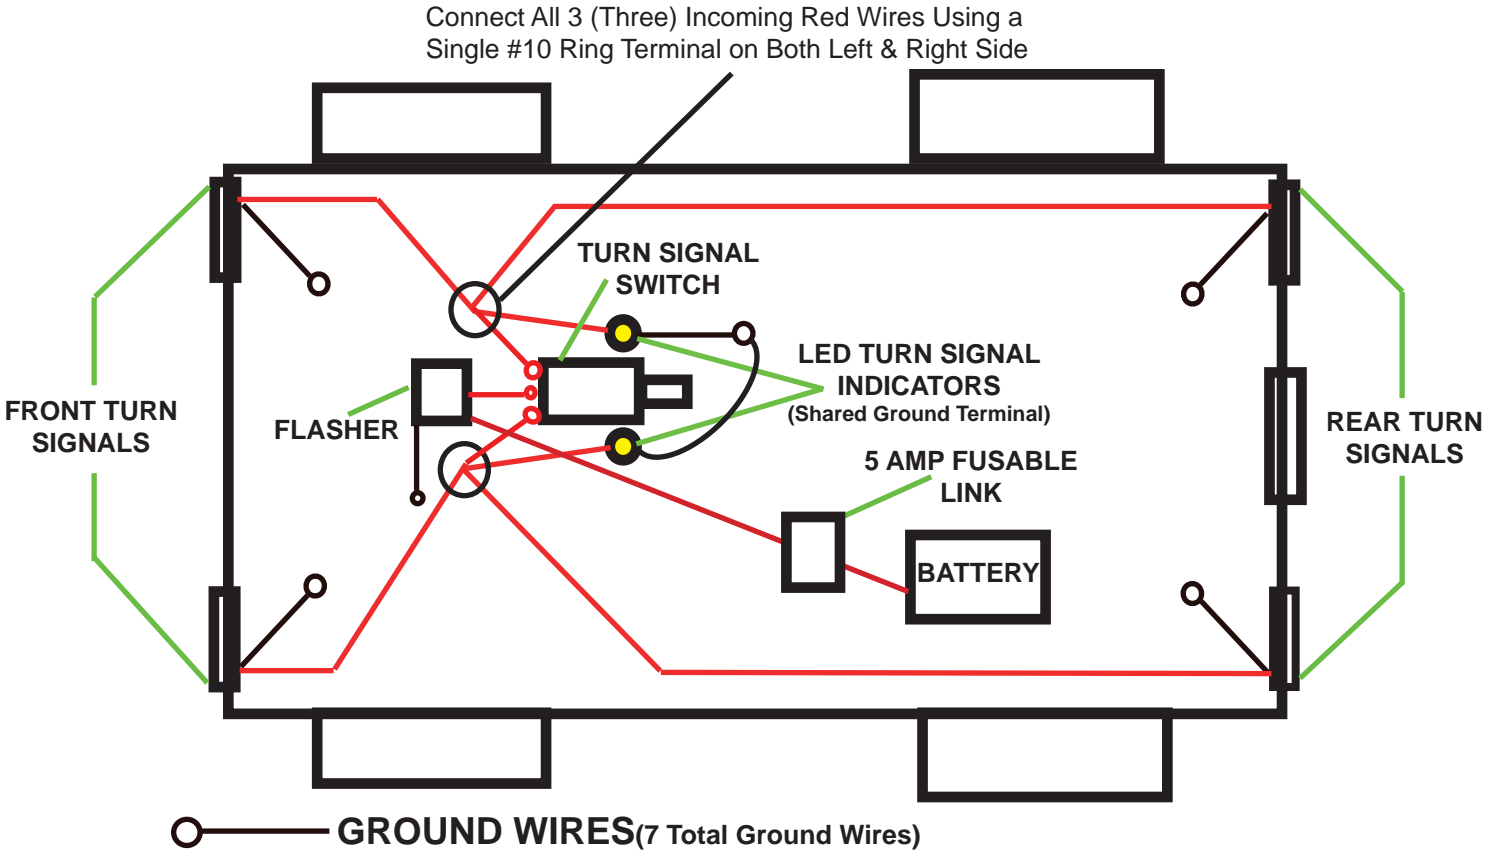 Connect All 3 (Three) Incoming Red Wires Using a
Single #10 Ring Terminal on Both Left & Right Side
TURN SIGNAL
SWITCH
LED TURN SIGNAL
INDICATORS
(Shared Ground Terminal)
FRONT TURN
SIGNALS
FLASHER
REAR TURN
SIGNALS
5 AMP FUSABLE
LINK
BATTERY
GROUND WIRES(7 Total Ground Wires)